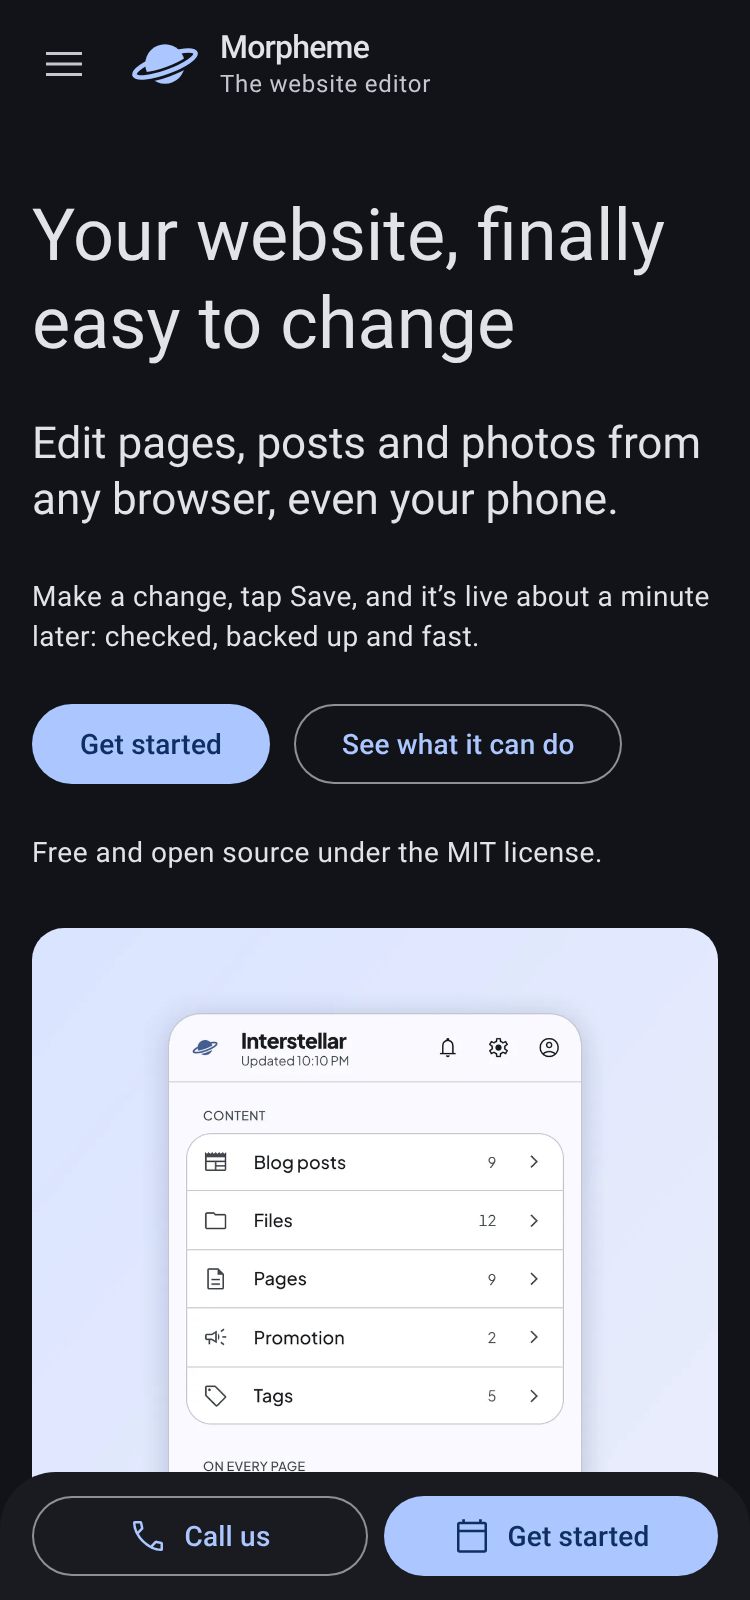 Morpheme
The website editor
Your website, finally
easy to change
Edit pages, posts and photos from
any browser, even your phone.
Make a change, tap Save, and it’s live about a minute
later: checked, backed up and fast.
Get started
See what it can do
Free and open source under the MIT license.
Interstellar
Updated 10:10 PM
CONTENT
Blog posts 9
Files 12
Pages 9
Promotion 2
Tags 5
ON EVERY PAGE
Call us
Get started